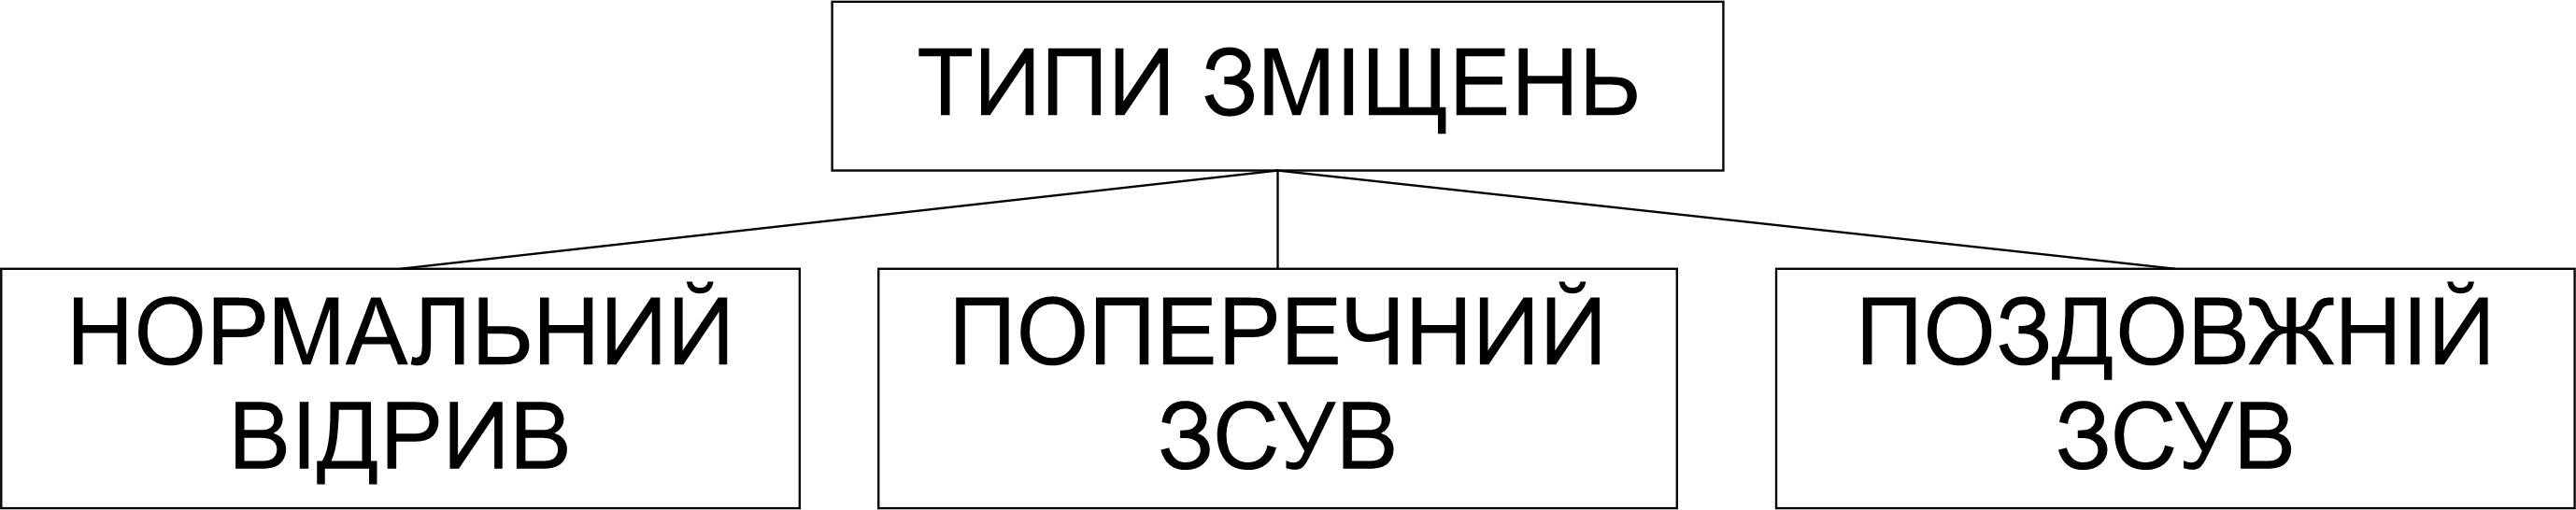 ТИПИ ЗМІЩЕНЬ
НОРМАЛЬНИЙ
ВІДРИВ
ПОПЕРЕЧНИЙ
ЗСУВ
ПОЗДОВЖНІЙ
ЗСУВ